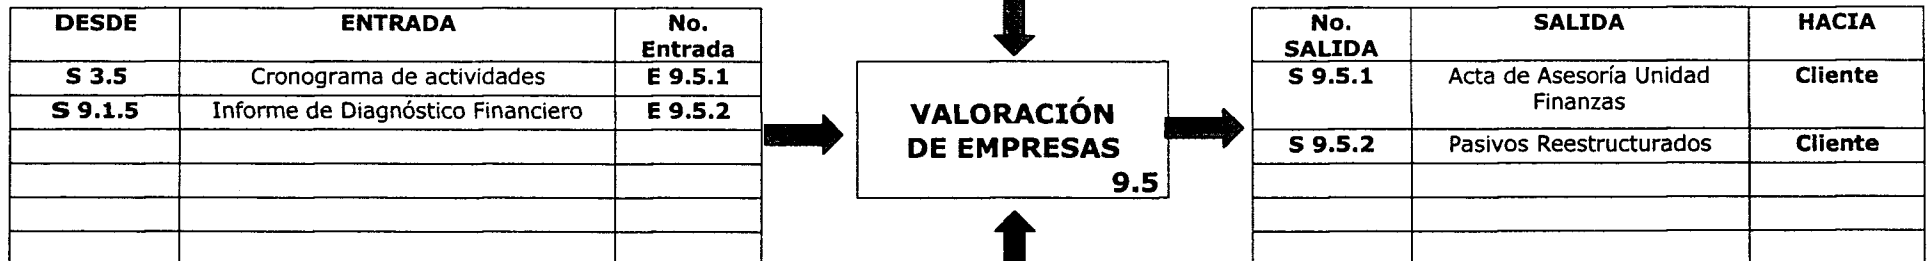 DESDE ENTRADA No. Entrada
S 3.5 Cronograma de actividades E 9.5.1
S 9.1.5 Informe de Diagnóstico Financiero E 9.5.2
VALORACIÓN
DE EMPRESAS
9.5
No. SALIDA SALIDA HACIA
S 9.5.1 Acta de Asesoría Unidad Finanzas Cliente
S 9.5.2 Pasivos Reestructurados Cliente